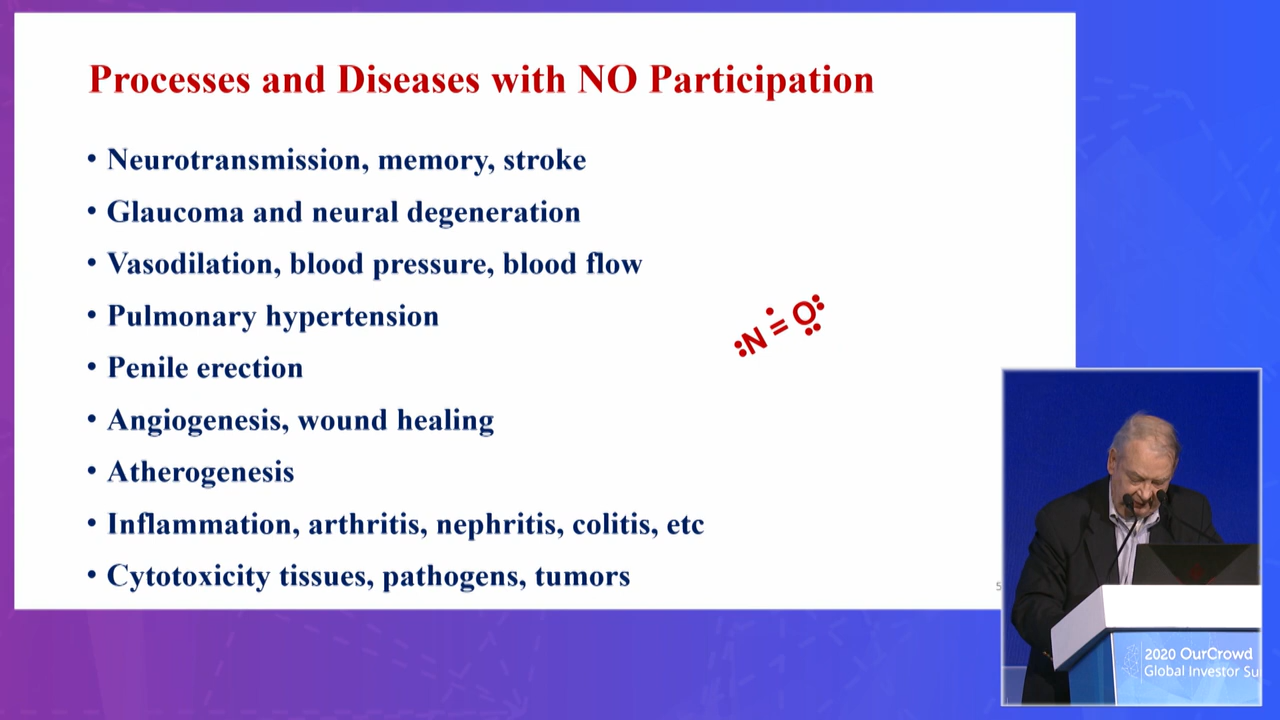 Processes and Diseases with NO Participation
• Neurotransmission, memory, stroke
• Glaucoma and neural degeneration
• Vasodilation, blood pressure, blood flow
• Pulmonary hypertension
• Penile erection
• Angiogenesis, wound healing
• Atherogenesis
• Inflammation, arthritis, nephritis, colitis, etc
• Cytotoxicity tissues, pathogens, tumors
N = O
5
2020 OurCrowd
Global Investor Su